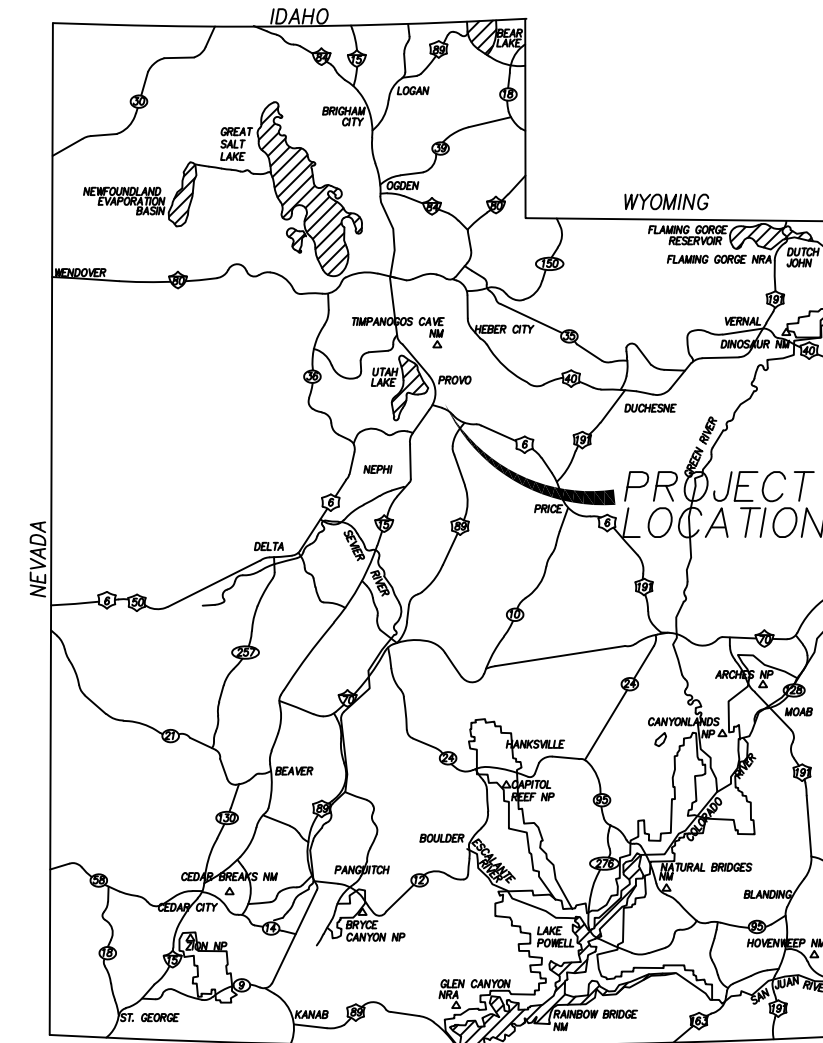 IDAHO
BEAR
LAKE
84
15
89
LOGAN
18
30
BRIGHAM
CITY
GREAT
SALT
LAKE
39
NEWFOUNDLAND
EVAPORATION
BASIN
OGDEN
84
80
WYOMING
FLAMING GORGE
RESERVOIR
DUTCH
JOHN
FLAMING GORGE NRA
WENDOVER
80
150
191
TIMPANOGOS CAVE
NM
HEBER CITY
35
VERNAL
DINOSAUR NM
40
36
UTAH
LAKE
PROVO
40
DUCHESNE
GREEN RIVER
6
191
NEPHI
PROJECT
LOCATION
6
15
89
PRICE
6
NEVADA
DELTA
SEVIER
RIVER
191
6
50
10
257
70
24
ARCHES NP
128
70
CANYONLANDS
NP
MOAB
21
24
HANKSVILLE
BEAVER
CAPITOL
REEF NP
95
191
COLORADO
RIVER
130
89
BOULDER
ESCALANTE
RIVER
276
NATURAL BRIDGES
NM
58
CEDAR BREAKS NM
PANGUITCH
12
BLANDING
CEDAR CITY
14
BRYCE
CANYON NP
95
LAKE
POWELL
HOVENWEEP NM
ZION NP
18
15
9
GLEN CANYON
NRA
SAN JUAN RIVER
ST. GEORGE
KANAB
89
RAINBOW BRIDGE
NM
163
191